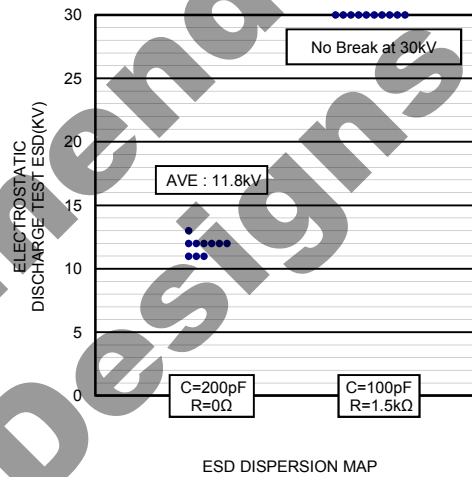 30
25
20
15
10
5
0
ELECTROSTATIC
DISCHARGE TEST ESD(KV)
No Break at 30kV
AVE : 11.8kV
C=200pF
R=0Ω
C=100pF
R=1.5kΩ
ESD DISPERSION MAP
Designs